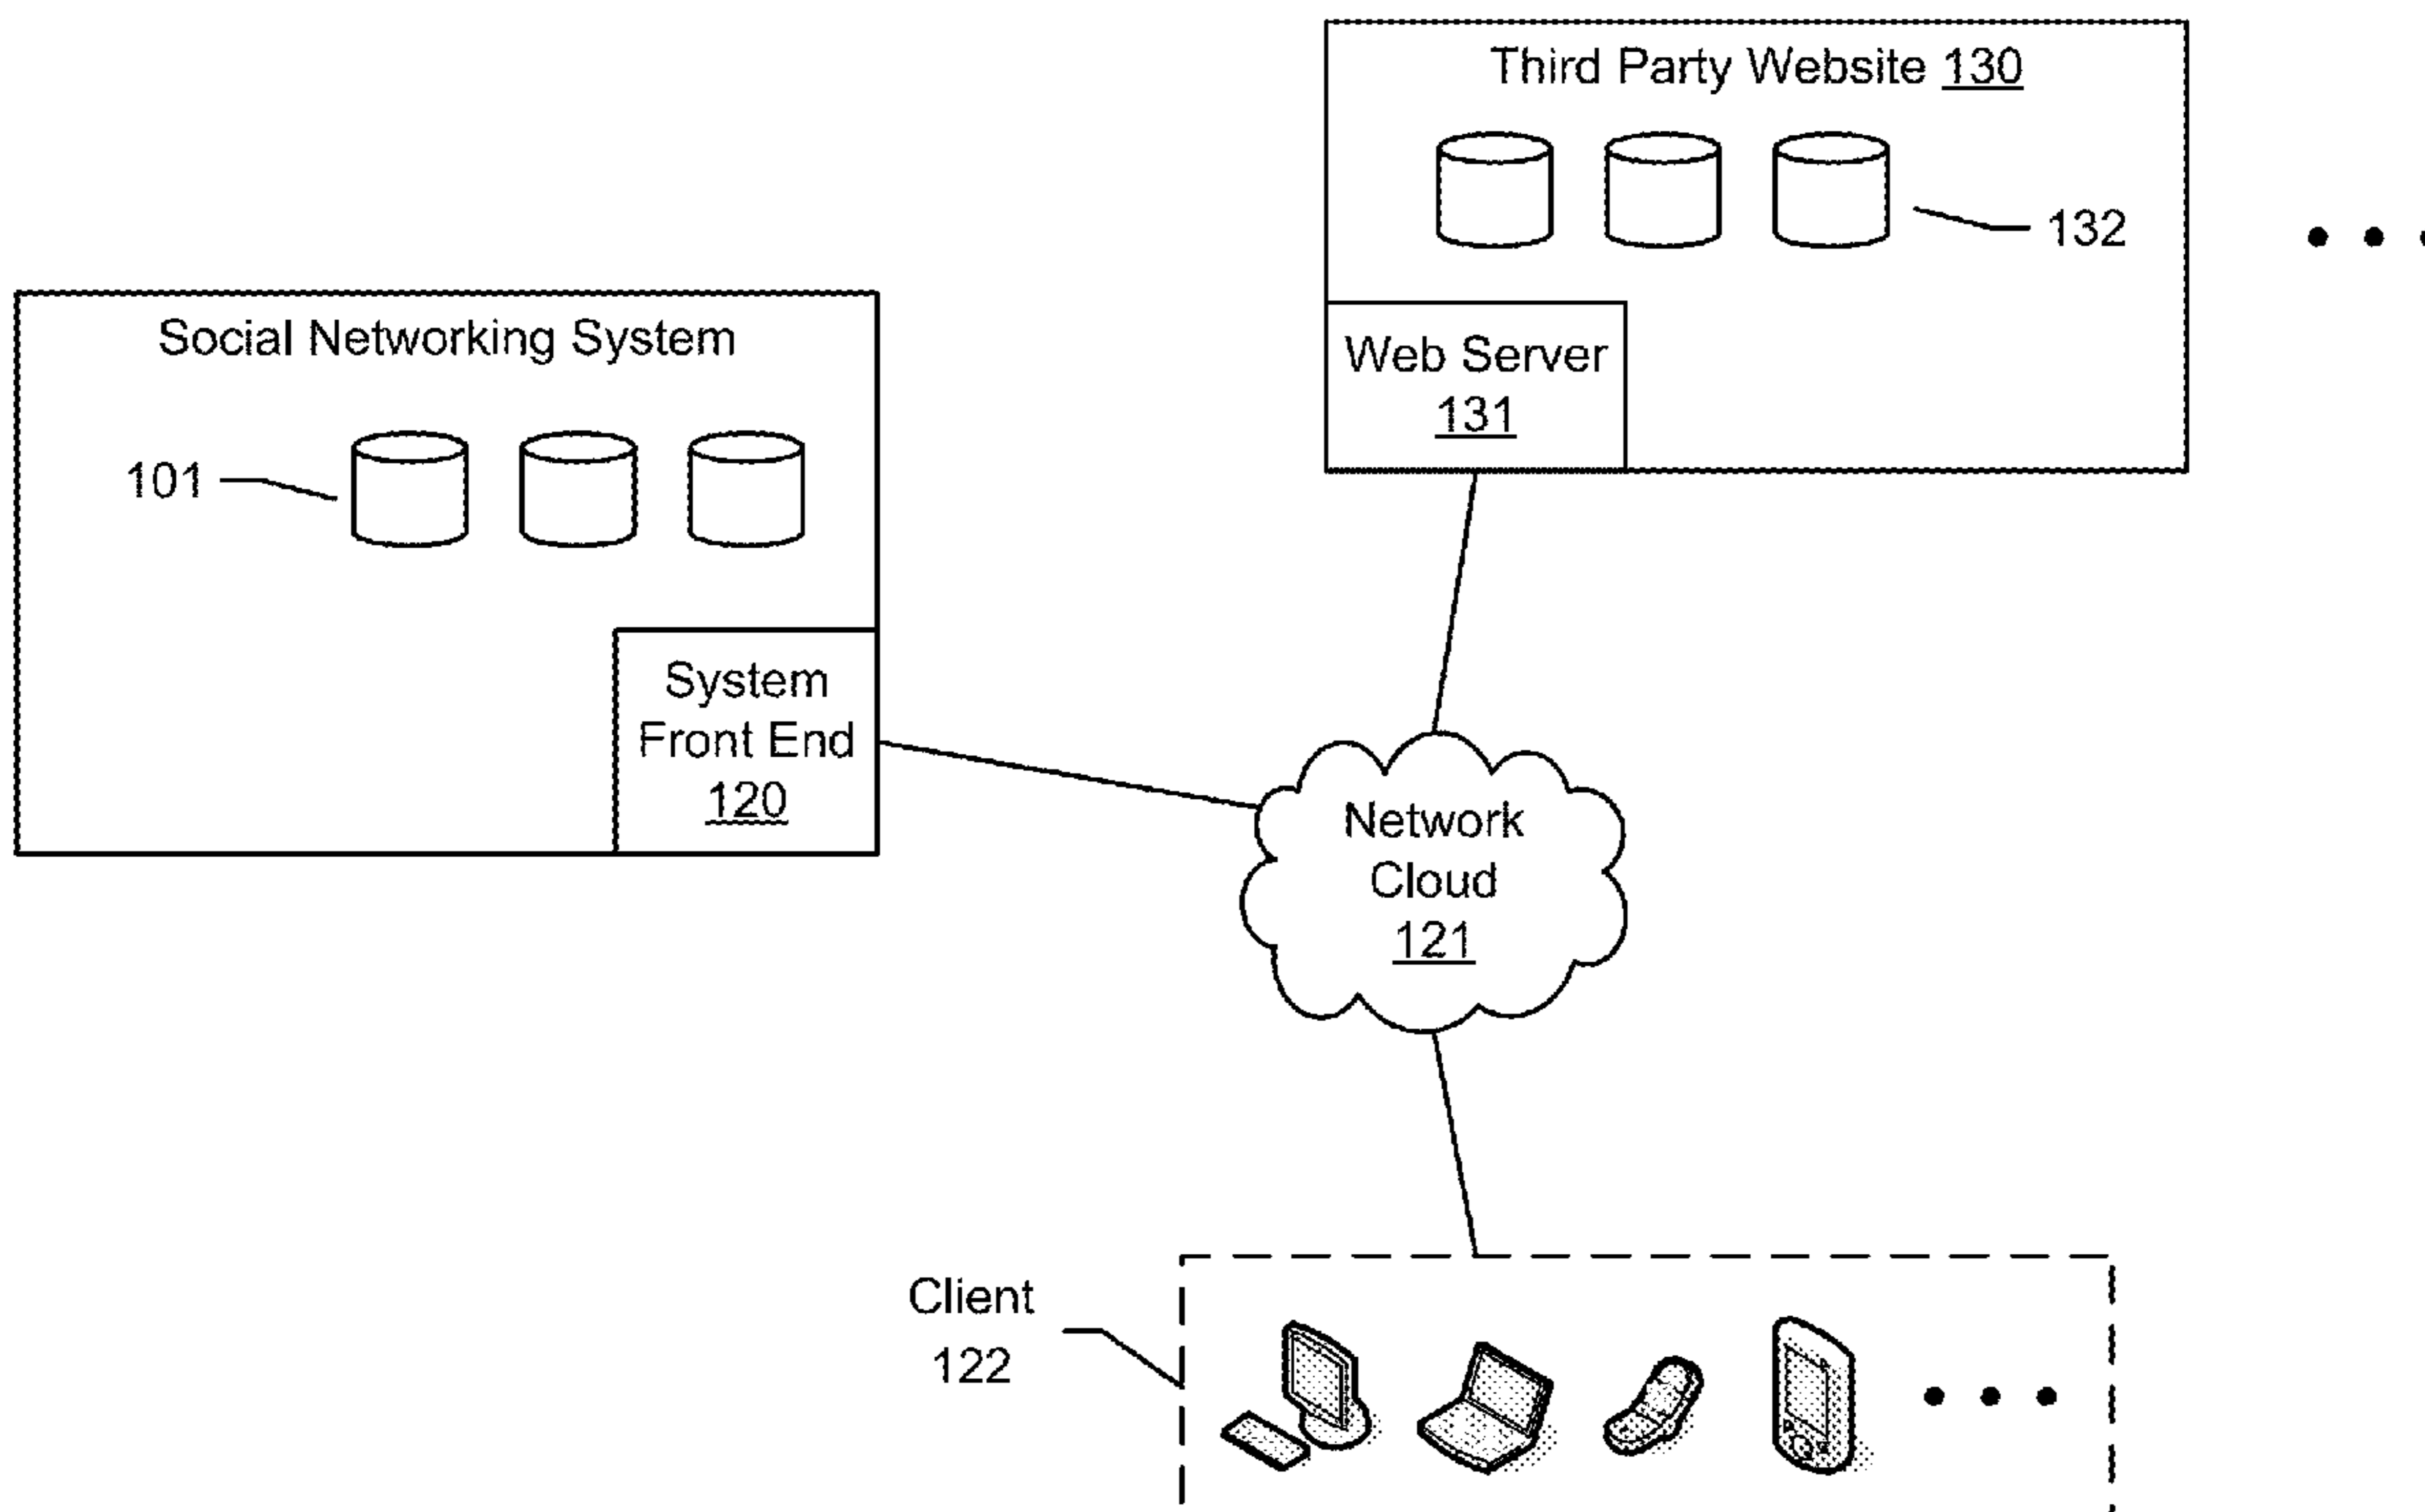 Third Party Website 130
132
Web Server
131
Social Networking System
101
System
Front End
120
Network
Cloud
121
Client
122